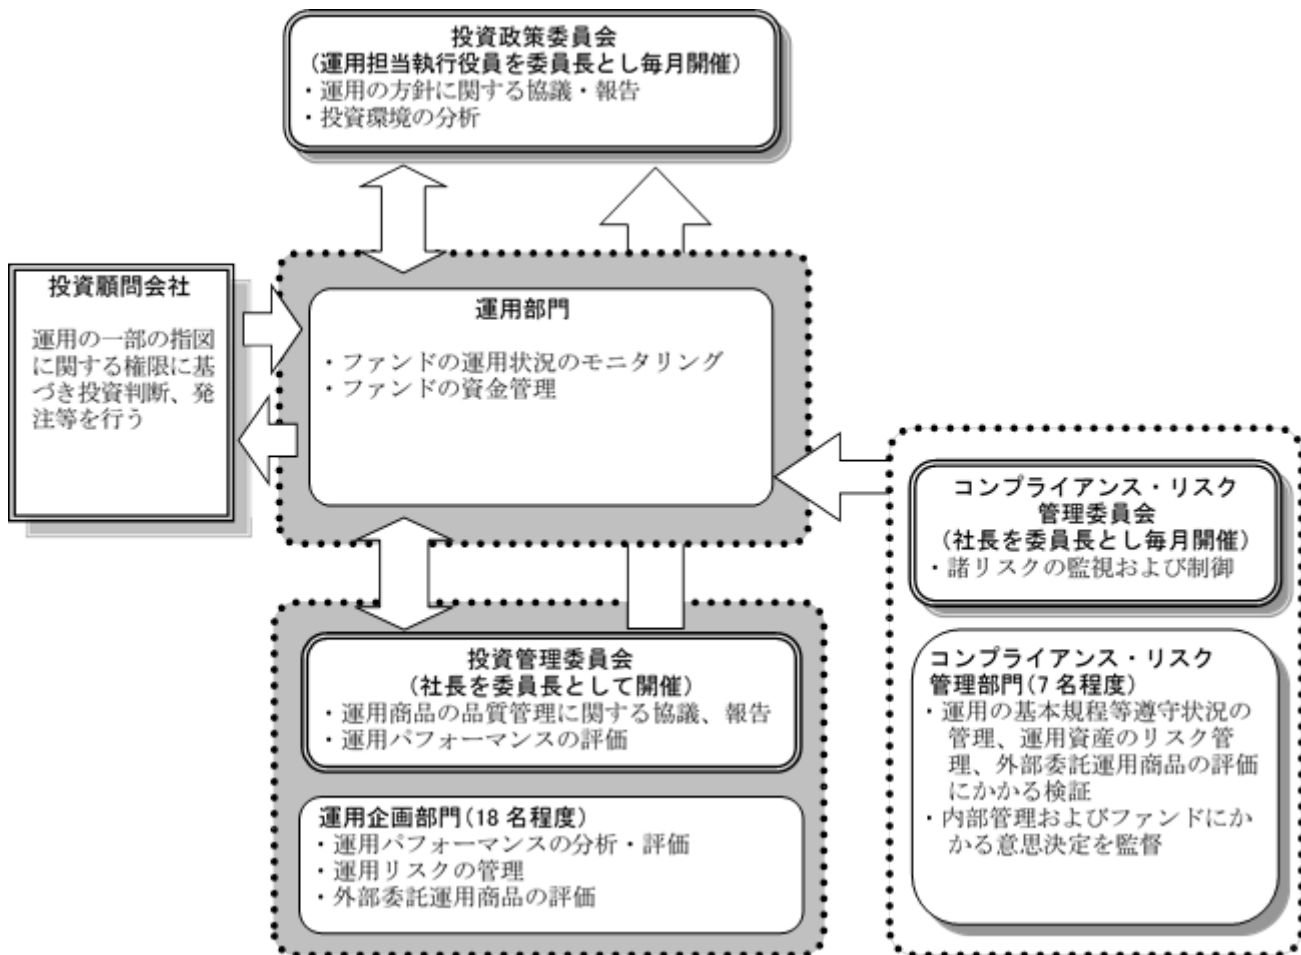 投資政策委員会
(運用担当執行役員を委員長とし毎月開催)
・運用の方針に関する協議・報告
・投資環境の分析
投資顧問会社
運用の一部の指図
に関する権限に基
づき投資判断、発
注等を行う
運用部門
・ファンドの運用状況のモニタリング
・ファンドの資金管理
投資管理委員会
(社長を委員長として開催)
・運用商品の品質管理に関する協議、報告
・運用パフォーマンスの評価
運用企画部門(18名程度)
・運用パフォーマンスの分析・評価
・運用リスクの管理
・外部委託運用商品の評価
コンプライアンス・リスク
管理委員会
(社長を委員長とし毎月開催)
・諸リスクの監視および制御
コンプライアンス・リスク
管理部門(7名程度)
・運用の基本規程等遵守状況の
管理、運用資産のリスク管
理、外部委託運用商品の評価
にかかる検証
・内部管理およびファンドにか
かる意思決定を監督